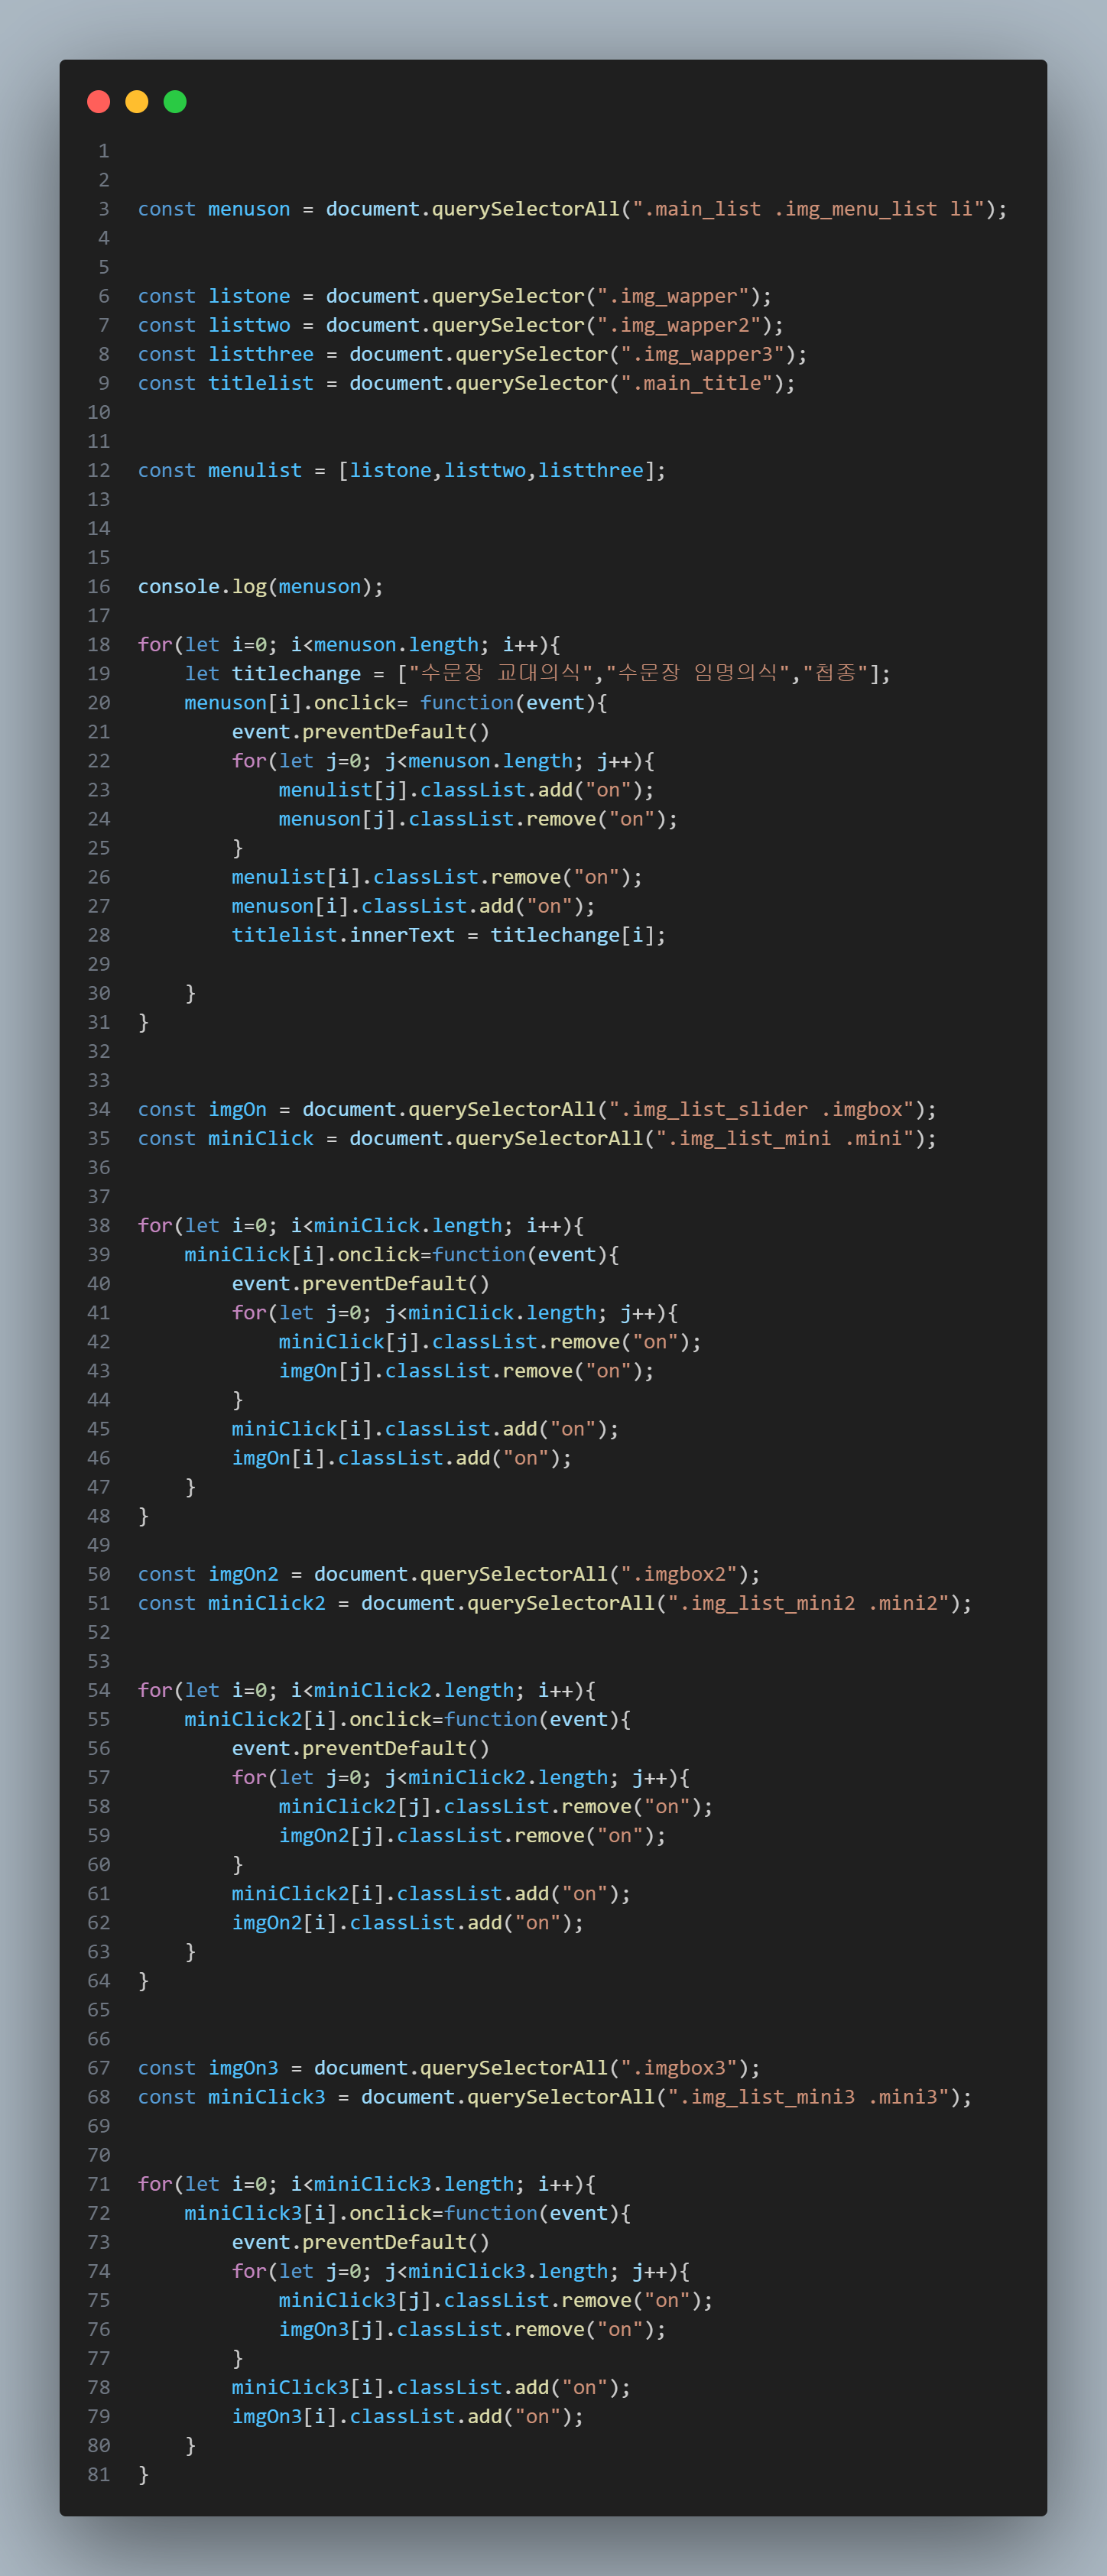 1
2
3 const menuson = document.querySelectorAll(".main_list .img_menu_list li");
4
5
6 const listone = document.querySelector(".img_wapper");
7 const listtwo = document.querySelector(".img_wapper2");
8 const listthree = document.querySelector(".img_wapper3");
9 const titlelist = document.querySelector(".main_title");
10
11
12 const menulist = [listone,listtwo,listthree];
13
14
15
16 console.log(menuson);
17
18 for(let i=0; i<menuson.length; i++){
19     let titlechange = ["수문장 교대의식","수문장 임명의식","첩종"];
20     menuson[i].onclick= function(event){
21         event.preventDefault()
22         for(let j=0; j<menuson.length; j++){
23             menulist[j].classList.add("on");
24             menuson[j].classList.remove("on");
25         }
26         menulist[i].classList.remove("on");
27         menuson[i].classList.add("on");
28         titlelist.innerText = titlechange[i];
29
30     }
31 }
32
33
34 const imgOn = document.querySelectorAll(".img_list_slider .imgbox");
35 const miniClick = document.querySelectorAll(".img_list_mini .mini");
36
37
38 for(let i=0; i<miniClick.length; i++){
39     miniClick[i].onclick=function(event){
40         event.preventDefault()
41         for(let j=0; j<miniClick.length; j++){
42             miniClick[j].classList.remove("on");
43             imgOn[j].classList.remove("on");
44         }
45         miniClick[i].classList.add("on");
46         imgOn[i].classList.add("on");
47     }
48 }
49
50 const imgOn2 = document.querySelectorAll(".imgbox2");
51 const miniClick2 = document.querySelectorAll(".img_list_mini2 .mini2");
52
53
54 for(let i=0; i<miniClick2.length; i++){
55     miniClick2[i].onclick=function(event){
56         event.preventDefault()
57         for(let j=0; j<miniClick2.length; j++){
58             miniClick2[j].classList.remove("on");
59             imgOn2[j].classList.remove("on");
60         }
61         miniClick2[i].classList.add("on");
62         imgOn2[i].classList.add("on");
63     }
64 }
65
66
67 const imgOn3 = document.querySelectorAll(".imgbox3");
68 const miniClick3 = document.querySelectorAll(".img_list_mini3 .mini3");
69
70
71 for(let i=0; i<miniClick3.length; i++){
72     miniClick3[i].onclick=function(event){
73         event.preventDefault()
74         for(let j=0; j<miniClick3.length; j++){
75             miniClick3[j].classList.remove("on");
76             imgOn3[j].classList.remove("on");
77         }
78         miniClick3[i].classList.add("on");
79         imgOn3[i].classList.add("on");
80     }
81 }